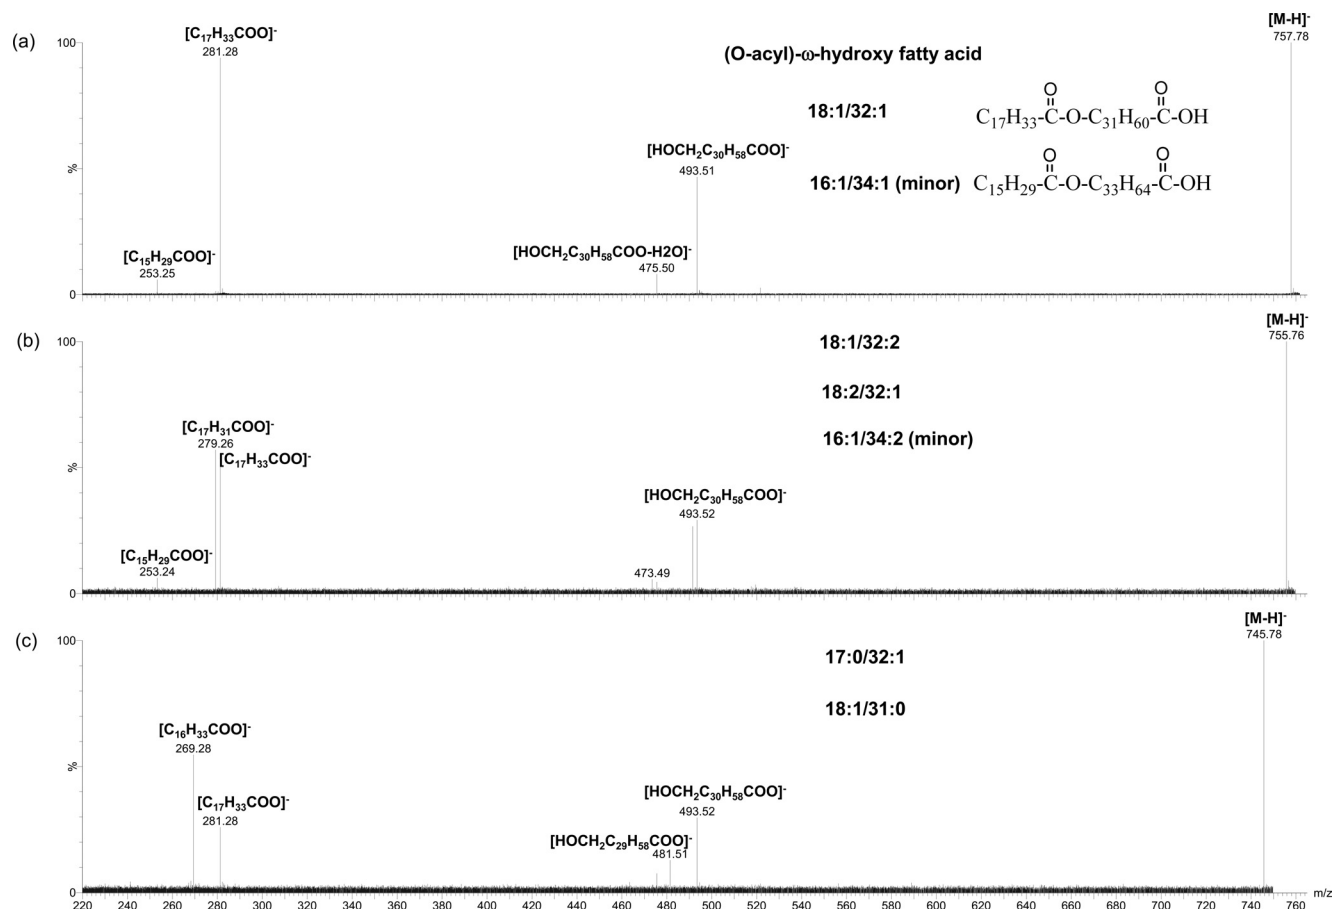 (a)
100
%
0
[C₁₇H₃₃COO]⁻
281.28
[C₁₅H₂₉COO]⁻
253.25
[HOCH₂C₃₀H₅₈COO]⁻
493.51
[HOCH₂C₃₀H₅₈COO-H2O]⁻
475.50
[M-H]⁻
757.78
(O-acyl)-ω-hydroxy fatty acid
18:1/32:1
O O
C₁₇H₃₃-C-O-C₃₁H₆₀-C-OH
16:1/34:1 (minor)
O O
C₁₅H₂₉-C-O-C₃₃H₆₄-C-OH
(b)
100
%
0
[C₁₇H₃₁COO]⁻
279.26
[C₁₇H₃₃COO]⁻
[C₁₅H₂₉COO]⁻
253.24
[HOCH₂C₃₀H₅₈COO]⁻
493.52
473.49
[M-H]⁻
755.76
18:1/32:2
18:2/32:1
16:1/34:2 (minor)
(c)
100
%
0
[C₁₆H₃₃COO]⁻
269.28
[C₁₇H₃₃COO]⁻
281.28
[HOCH₂C₃₀H₅₈COO]⁻
493.52
[HOCH₂C₂₉H₅₈COO]⁻
481.51
[M-H]⁻
745.78
17:0/32:1
18:1/31:0
220 240 260 280 300 320 340 360 380 400 420 440 460 480 500 520 540 560 580 600 620 640 660 680 700 720 740 760 m/z